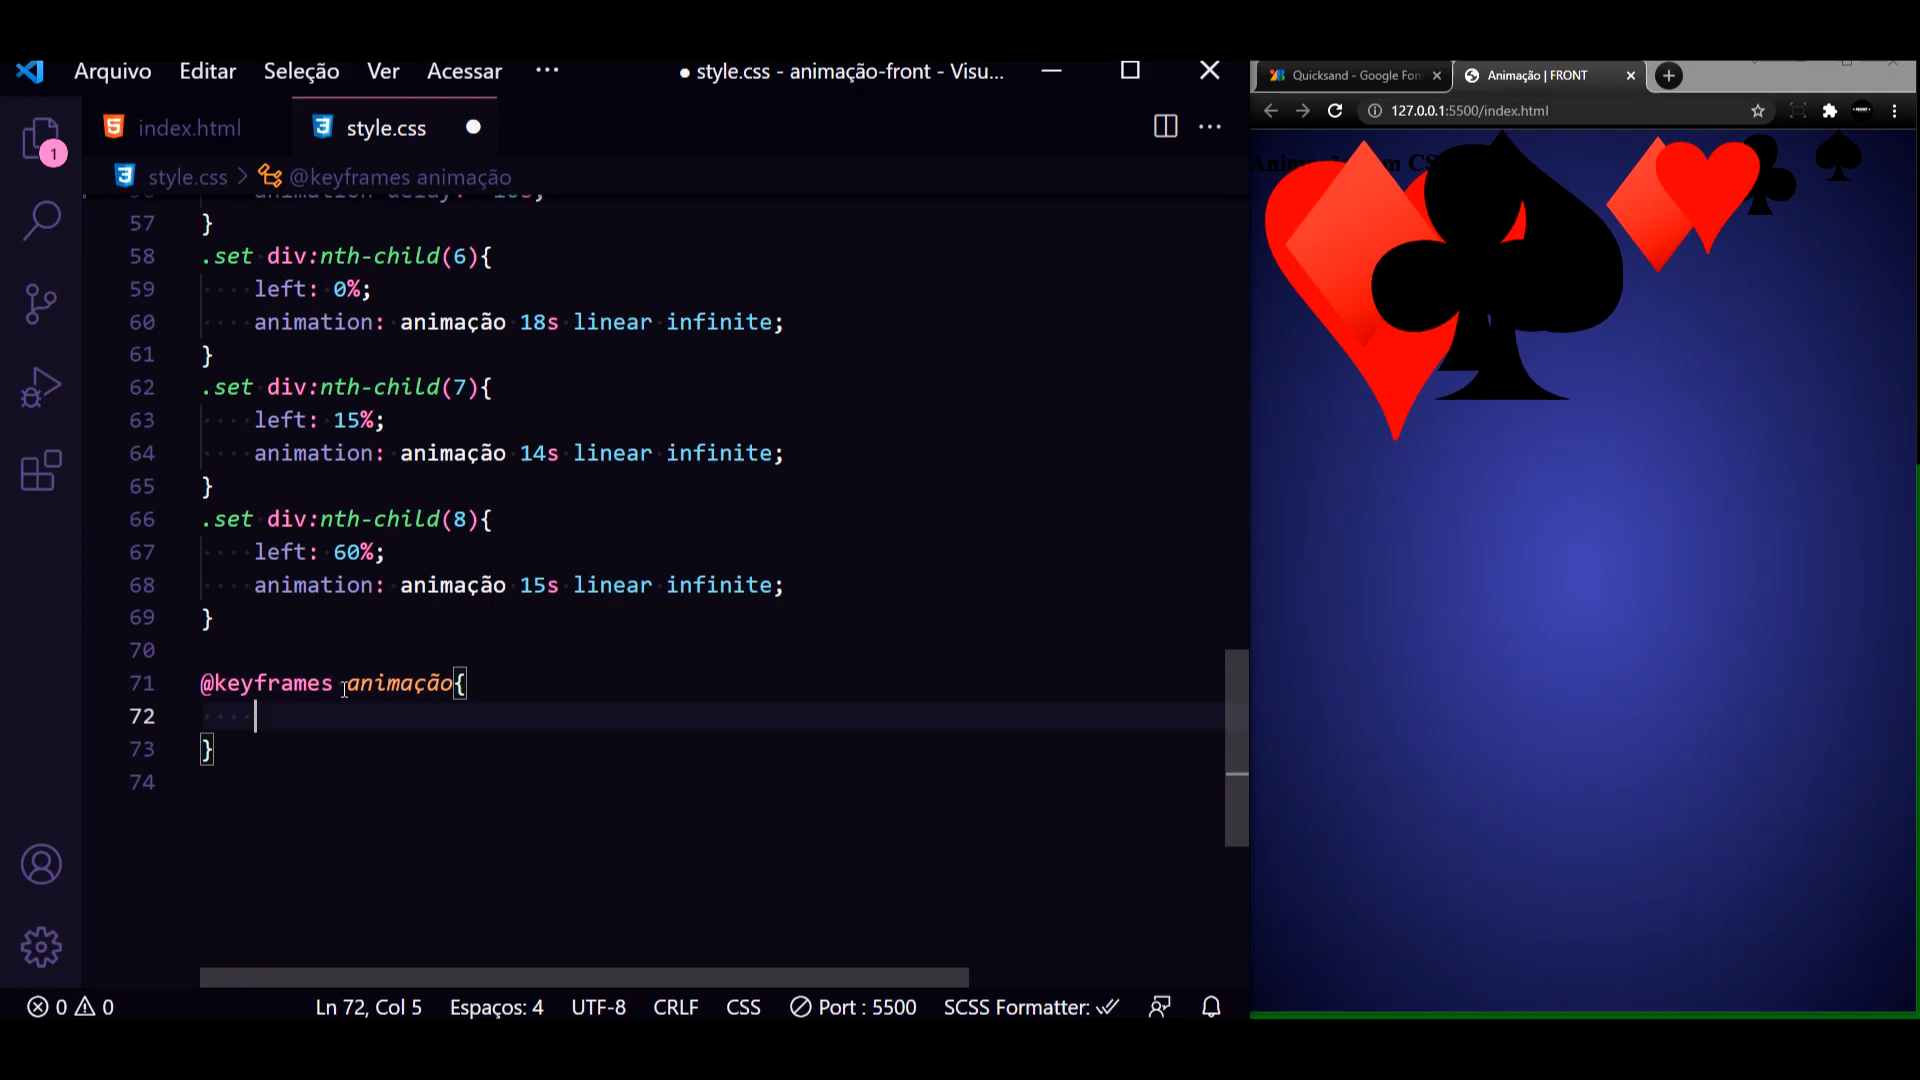 Arquivo Editar Seleção Ver Acessar ··· ● style.css - animação-front - Visu...
index.html style.css
style.css > @keyframes animação
57 }
58 .set div:nth-child(6){
59 left: 0%;
60 animation: animação 18s linear infinite;
61 }
62 .set div:nth-child(7){
63 left: 15%;
64 animation: animação 14s linear infinite;
65 }
66 .set div:nth-child(8){
67 left: 60%;
68 animation: animação 15s linear infinite;
69 }
70
71 @keyframes animação{
72
73 }
74
1
0 0 Ln 72, Col 5 Espaços: 4 UTF-8 CRLF CSS Port : 5500 SCSS Formatter:
Quicksand - Google Fon Animação | FRONT
127.0.0.1:5500/index.html